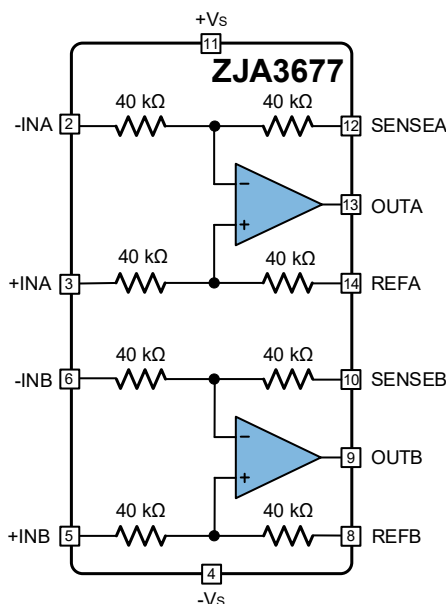 +Vs
11
ZJA3677
40 kΩ 40 kΩ
-INA 2 12 SENSEA
−
13 OUTA
+
40 kΩ 40 kΩ
+INA 3 14 REFA
40 kΩ 40 kΩ
-INB 6 10 SENSEB
−
9 OUTB
+
40 kΩ 40 kΩ
+INB 5 8 REFB
4
-Vs